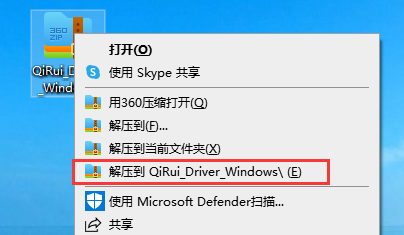 360
ZIP
QiRui_D
_Windo
打开(O)
使用 Skype 共享
用360压缩打开(Q)
解压到(F)...
解压到当前文件夹(X)
解压到 QiRui_Driver_Windows\ (E)
使用 Microsoft Defender扫描...
共享